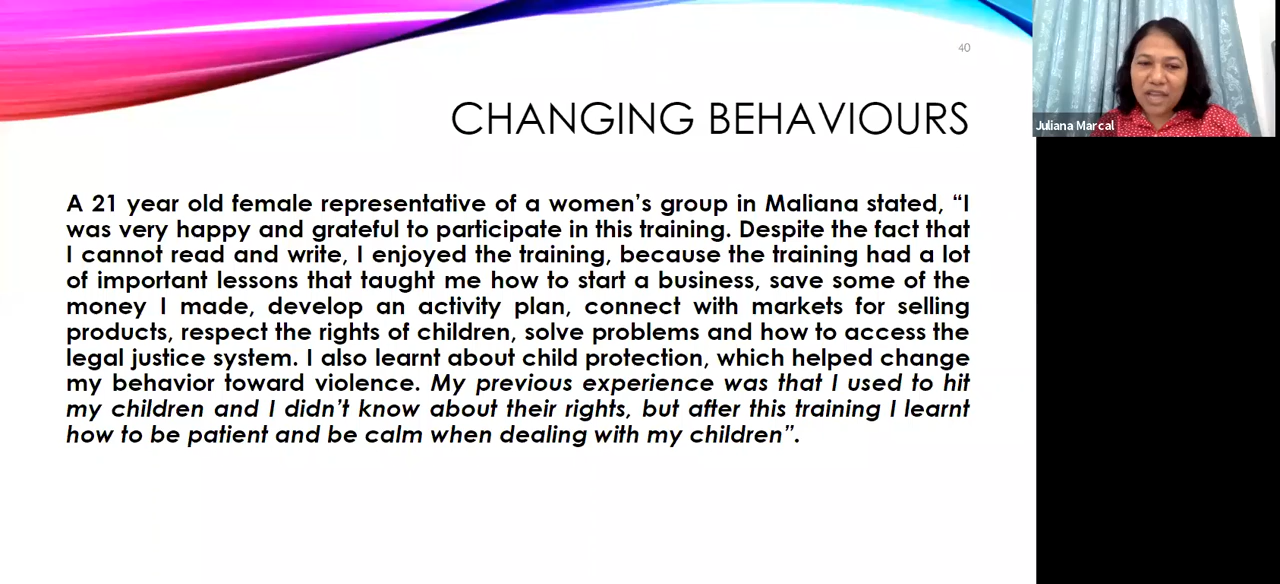 40
CHANGING BEHAVIOURS
A 21 year old female representative of a women’s group in Maliana stated, “I
was very happy and grateful to participate in this training. Despite the fact that
I cannot read and write, I enjoyed the training, because the training had a lot
of important lessons that taught me how to start a business, save some of the
money I made, develop an activity plan, connect with markets for selling
products, respect the rights of children, solve problems and how to access the
legal justice system. I also learnt about child protection, which helped change
my behavior toward violence. My previous experience was that I used to hit
my children and I didn’t know about their rights, but after this training I learnt
how to be patient and be calm when dealing with my children”.
Juliana Marcal